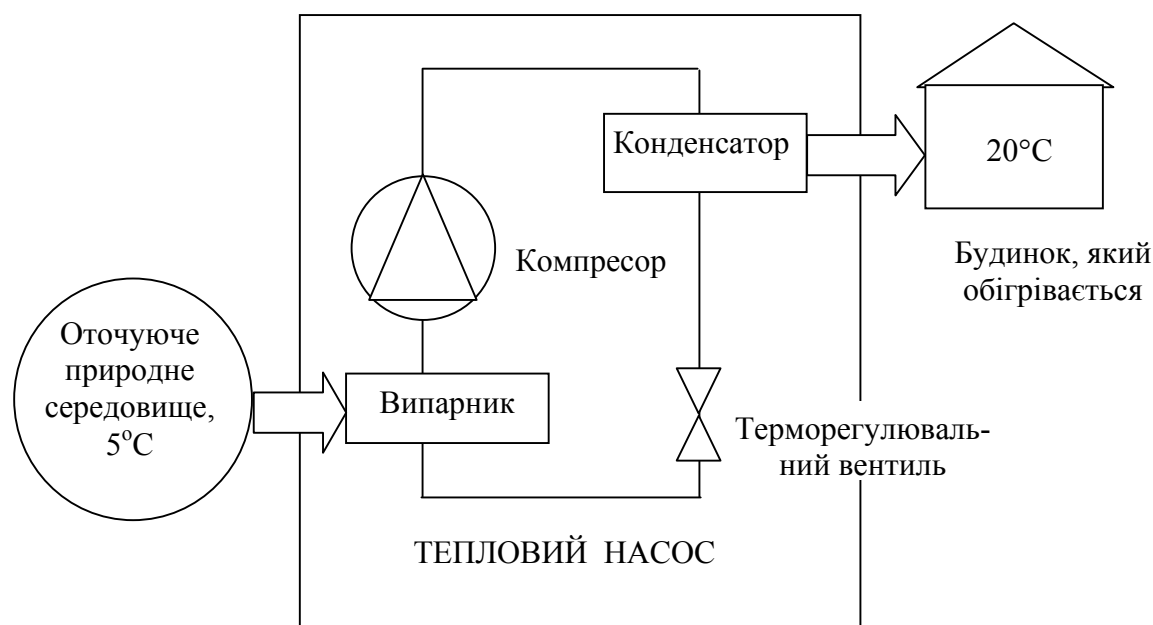 Конденсатор
20°C
Компресор
Будинок, який
обігрівається
Оточуюче
природне
середовище,
5°C
Випарник
Терморегулюваль-
ний вентиль
ТЕПЛОВИЙ НАСОС